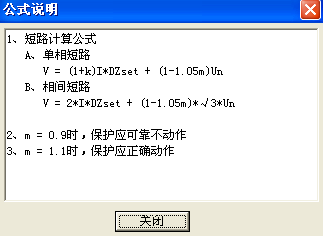 公式说明
1、短路计算公式
A、单相短路
V = (1+k)I*DZset + (1-1.05m)Un
B、相间短路
V = 2*I*DZset + (1-1.05m)*√3*Un
2、m = 0.9时，保护应可靠不动作
3、m = 1.1时，保护应正确动作
关闭